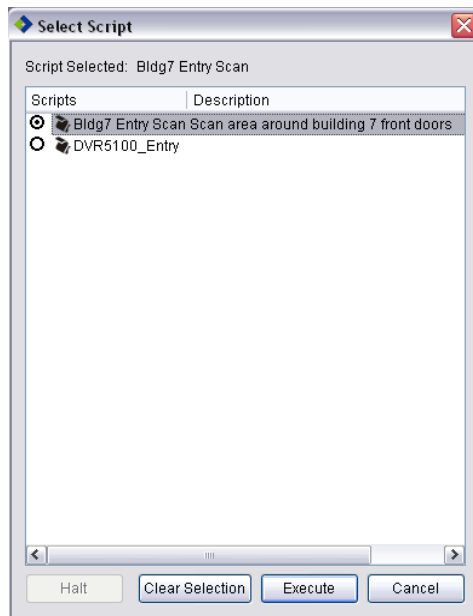 Select Script
Script Selected: Bldg7 Entry Scan
Scripts Description
Bldg7 Entry Scan Scan area around building 7 front doors
DVR5100_Entry
Halt Clear Selection Execute Cancel